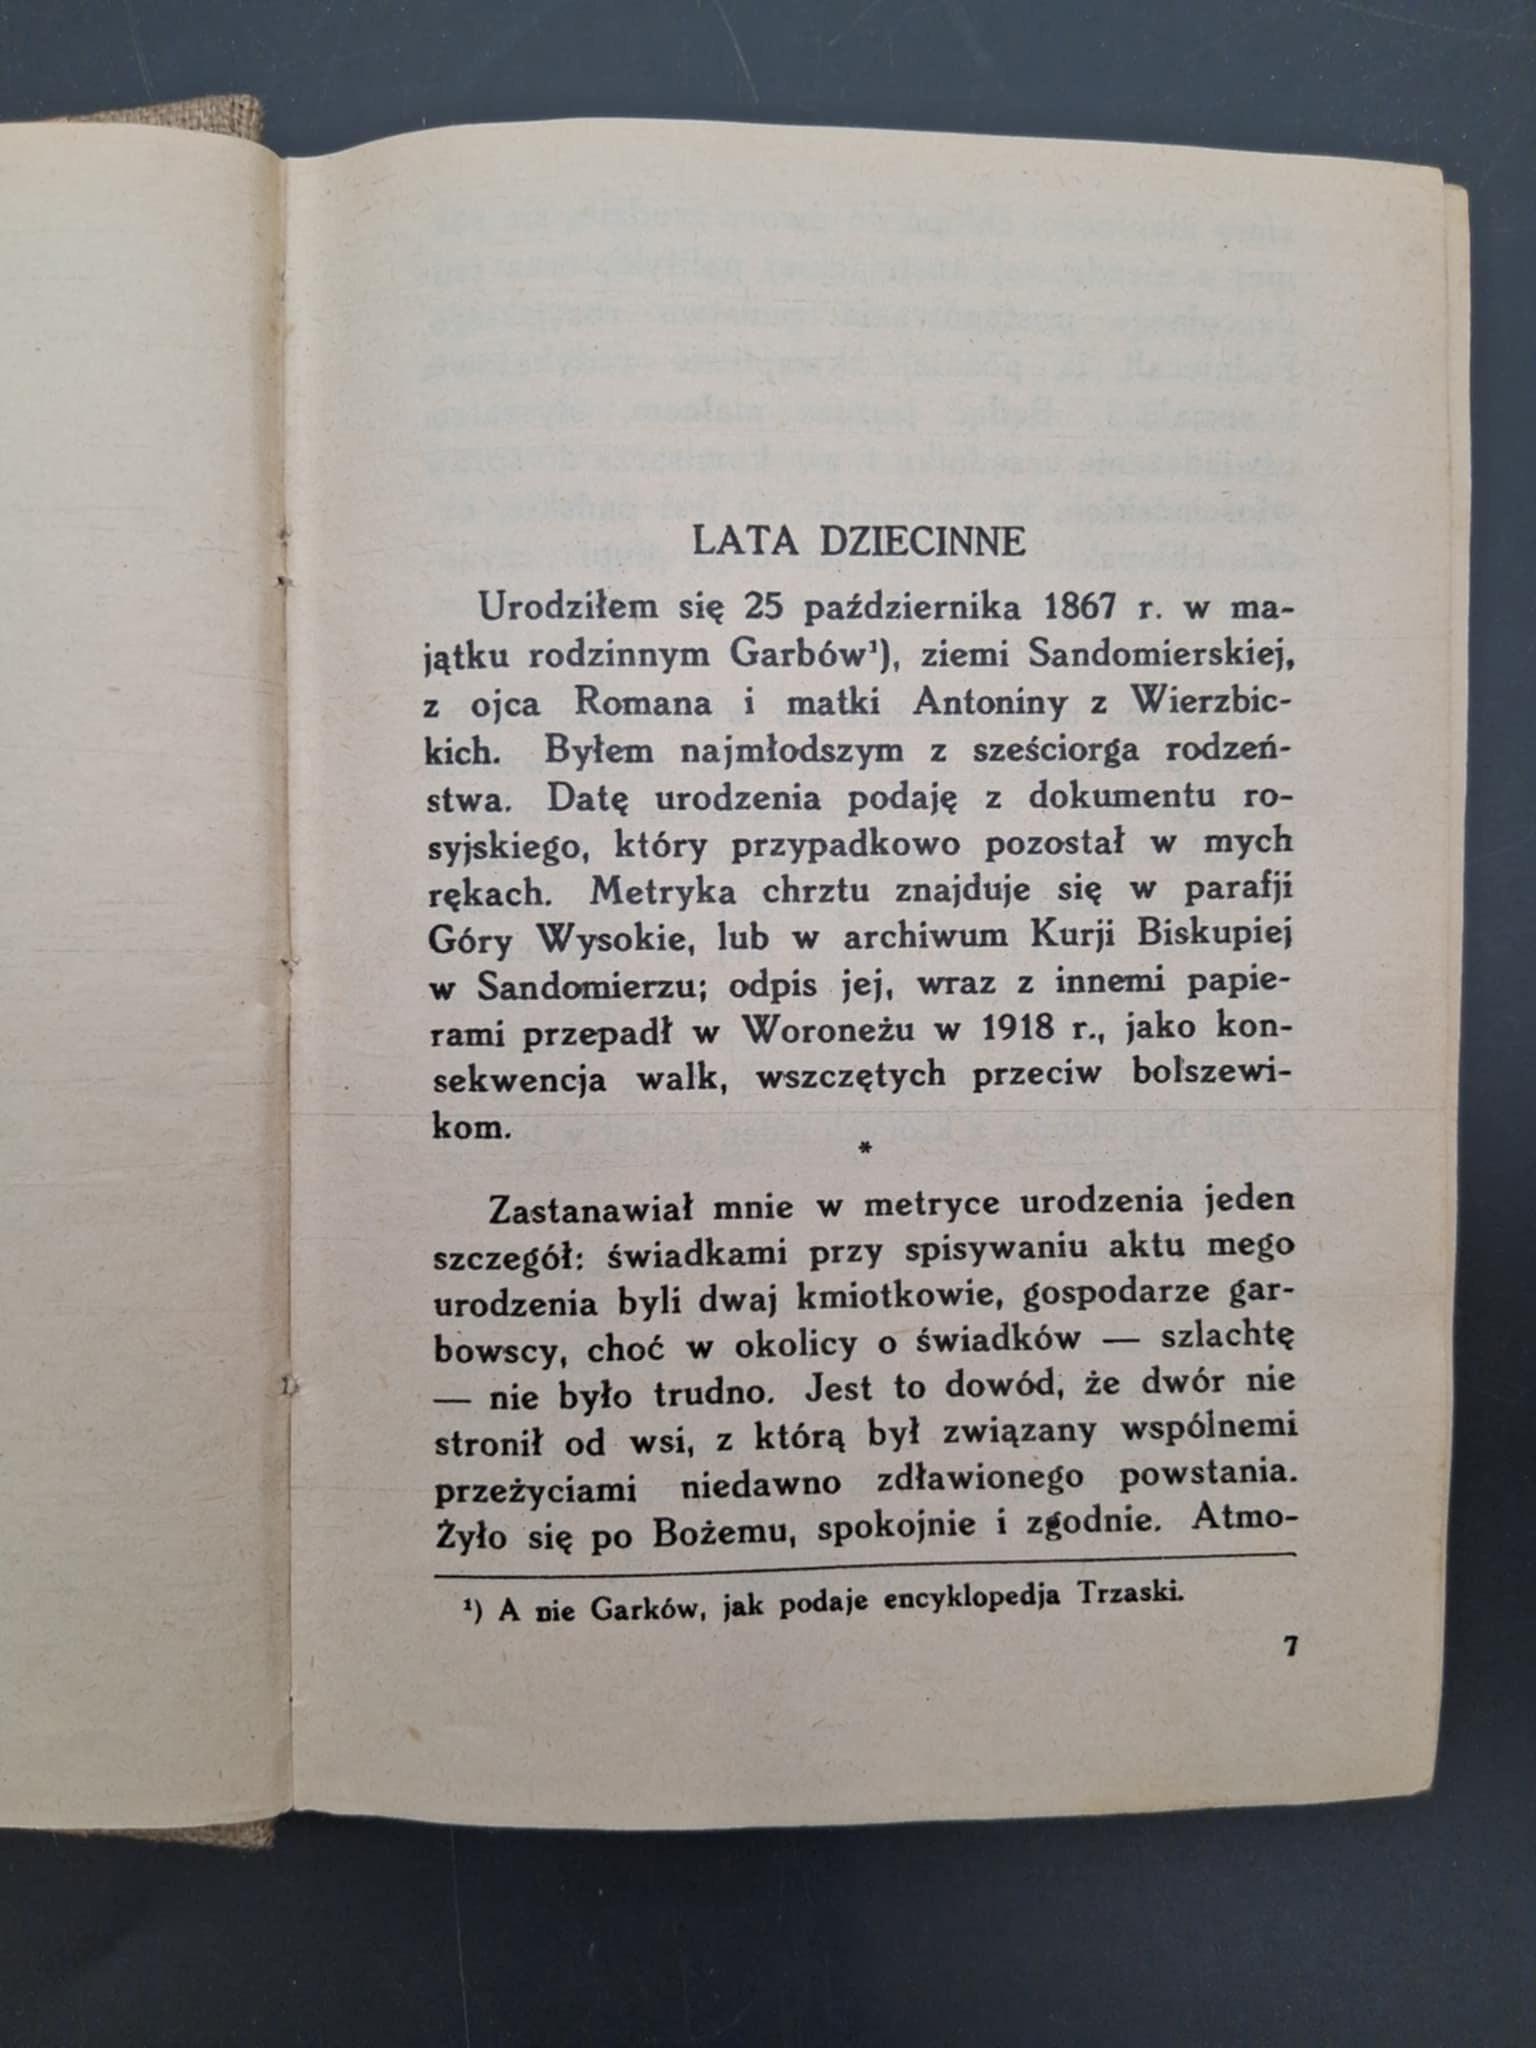 LATA DZIECINNE
Urodziłem się 25 października 1867 r. w ma-
jątku rodzinnym Garbów¹), ziemi Sandomierskiej,
z ojca Romana i matki Antoniny z Wierzbic-
kich. Byłem najmłodszym z sześciorga rodzeń-
stwa. Datę urodzenia podaję z dokumentu ro-
syjskiego, który przypadkowo pozostał w mych
rękach. Metryka chrztu znajduje się w parafji
Góry Wysokie, lub w archiwum Kurji Biskupiej
w Sandomierzu; odpis jej, wraz z innemi papie-
rami przepadł w Woroneżu w 1918 r., jako kon-
sekwencja walk, wszczętych przeciw bolszewi-
kom.
*
Zastanawiał mnie w metryce urodzenia jeden
szczegół: świadkami przy spisywaniu aktu mego
urodzenia byli dwaj kmiotkowie, gospodarze gar-
bowscy, choć w okolicy o świadków — szlachtę
— nie było trudno. Jest to dowód, że dwór nie
stronił od wsi, z którą był związany wspólnemi
przeżyciami niedawno zdławionego powstania.
Żyło się po Bożemu, spokojnie i zgodnie. Atmo-
¹) A nie Garków, jak podaje encyklopedja Trzaski.
7